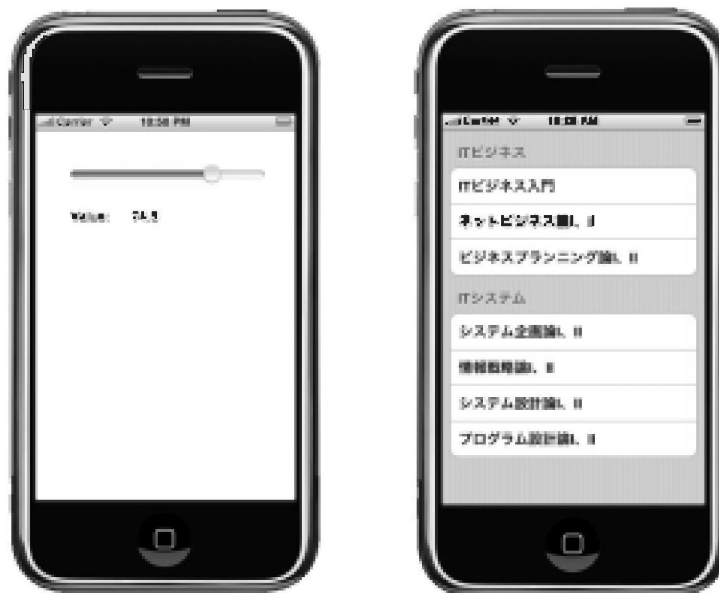 Carrier 10:58 PM
Value:
Carrier
ITビジネス
ITビジネス入門
ネットビジネス論I、II
ビジネスプランニング論I、II
ITシステム
システム企画論I、II
情報戦略論I、II
システム設計論I、II
プログラム設計論I、II